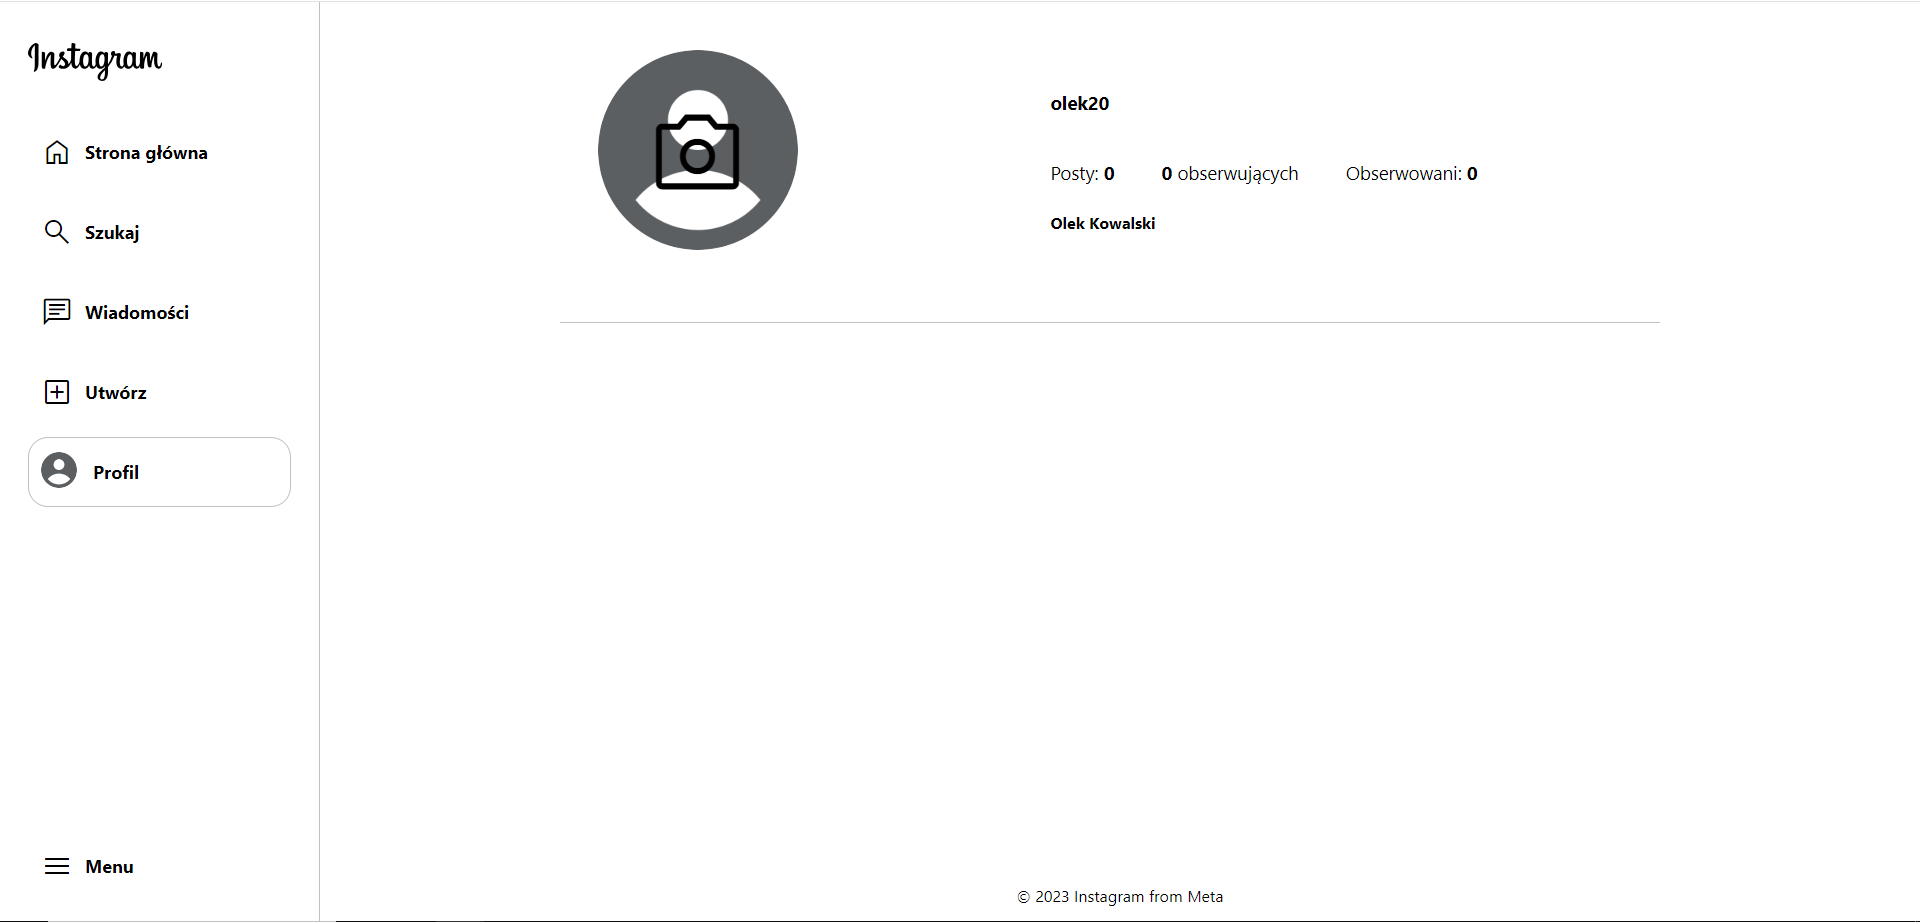 Instagram
Strona główna
Szukaj
Wiadomości
Utwórz
Profil
Menu
olek20
Posty: 0 0 obserwujących Obserwowani: 0
Olek Kowalski
© 2023 Instagram from Meta